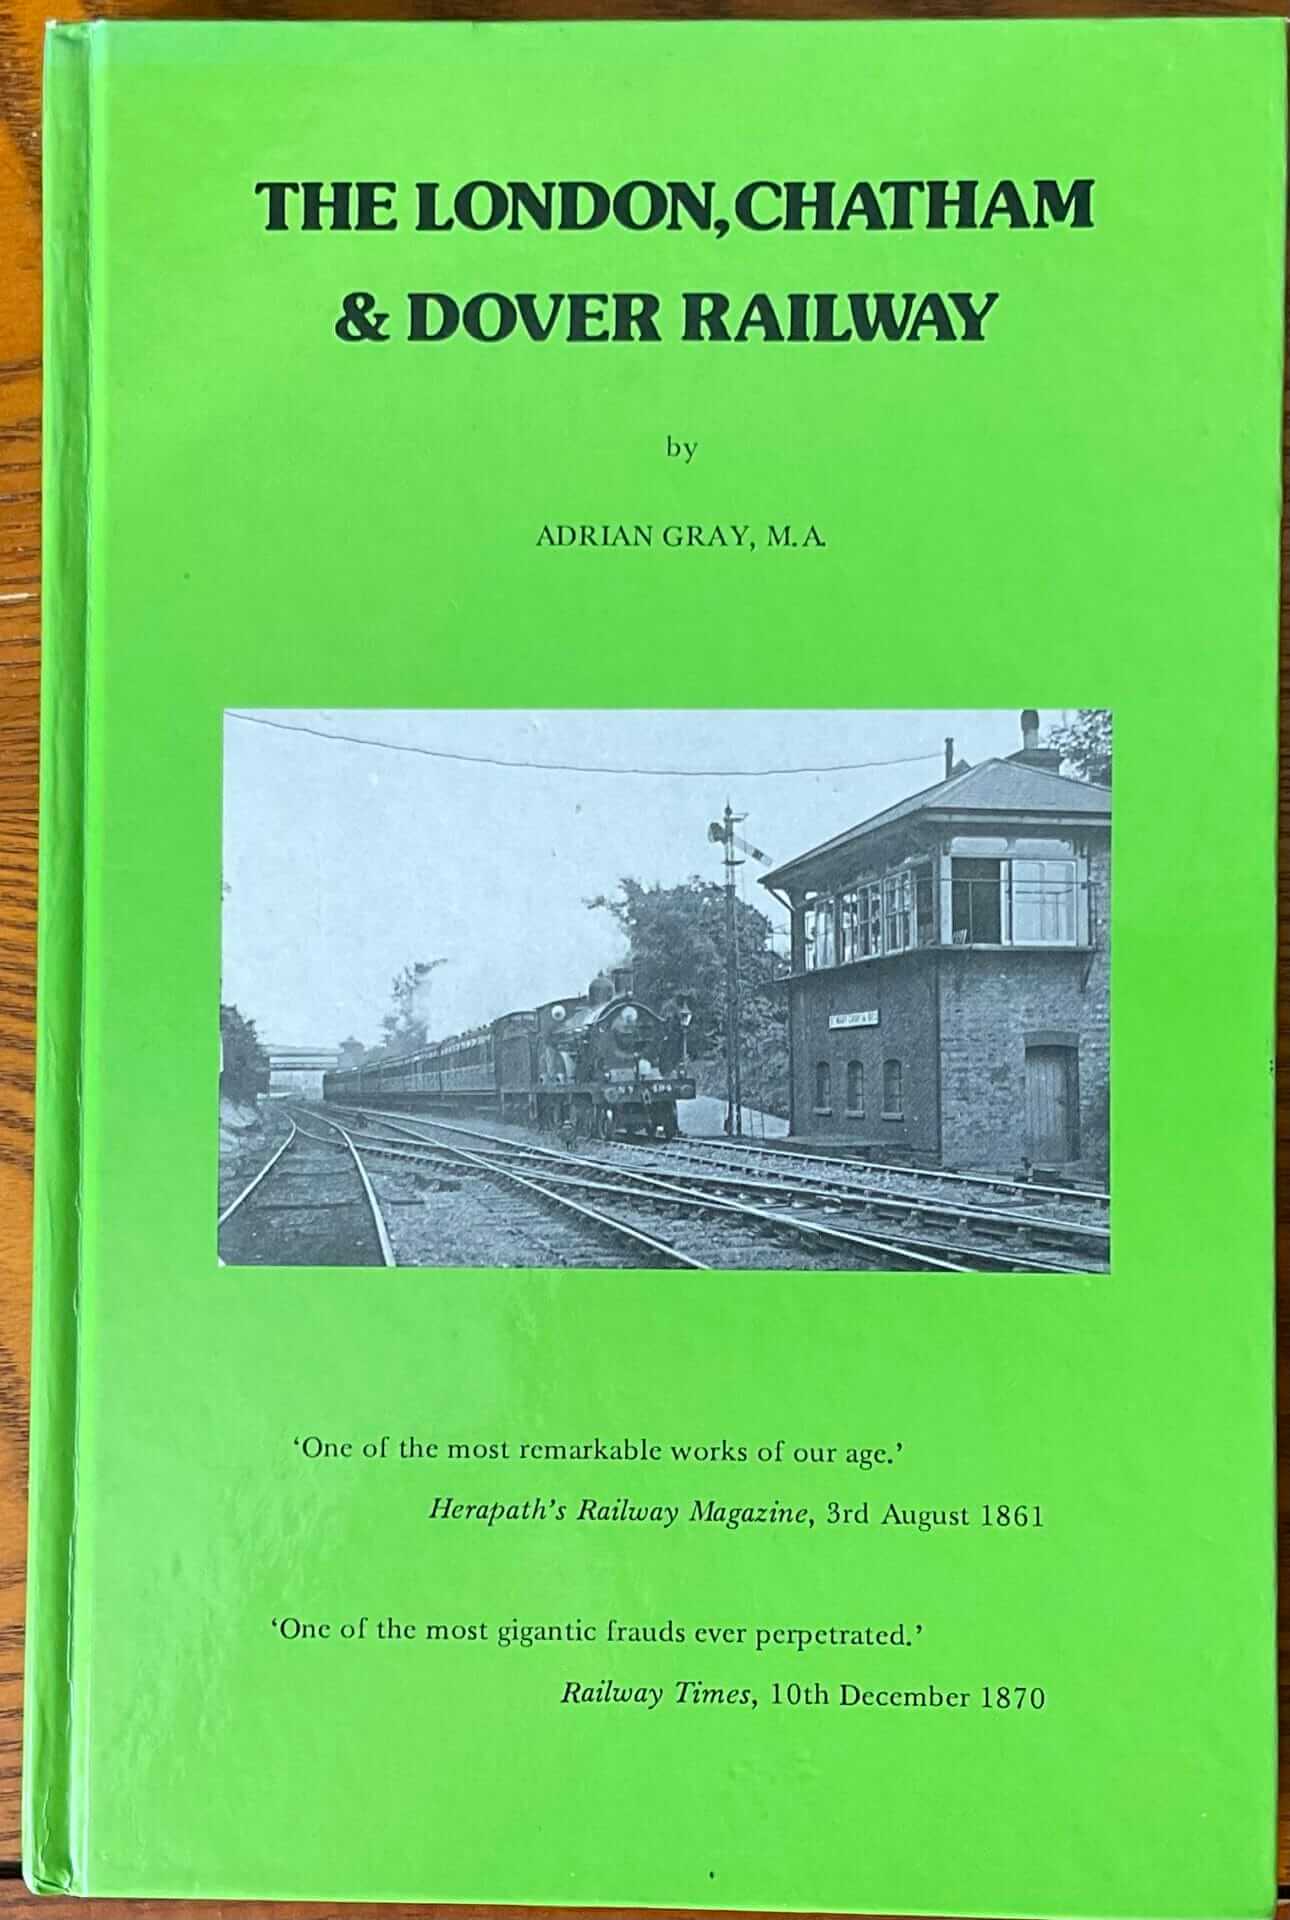 THE LONDON, CHATHAM
& DOVER RAILWAY
by
ADRIAN GRAY, M.A.
'One of the most remarkable works of our age.'
Herapath's Railway Magazine, 3rd August 1861
'One of the most gigantic frauds ever perpetrated.'
Railway Times, 10th December 1870